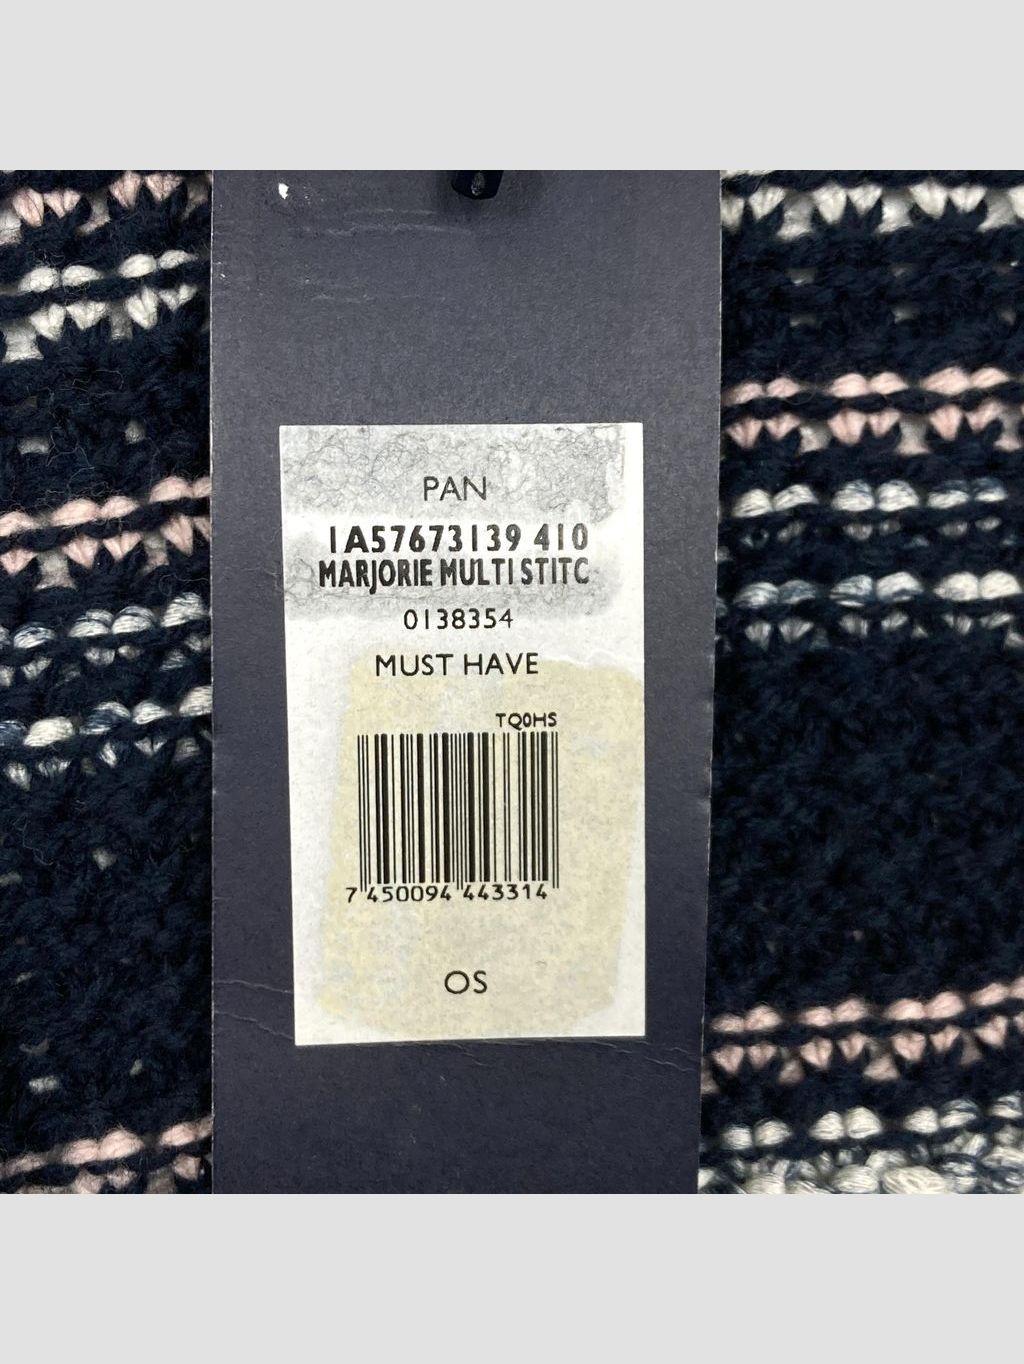 PAN
1A57673139 410
MARJORIE MULTI STITC
0138354
MUST HAVE
TQ0HS
7 450094 443314
OS